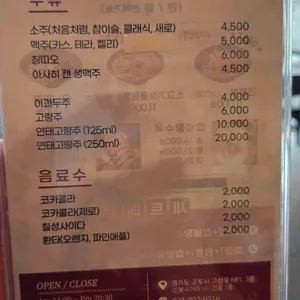 주류
소주(처음처럼, 참이슬, 클래식, 새로) 4,500
맥주(카스, 테라, 켈리) 5,000
칭따오 6,000
아사히 캔 생맥주 4,500
이과두주 4,000
고량주 6,000
연태고량주 (125ml) 10,000
연태고량주 (250ml) 20,000
음료수
코카콜라 2,000
코카콜라(제로) 2,000
칠성사이다 2,000
환타(오렌지, 파인애플) 2,000
OPEN / CLOSE